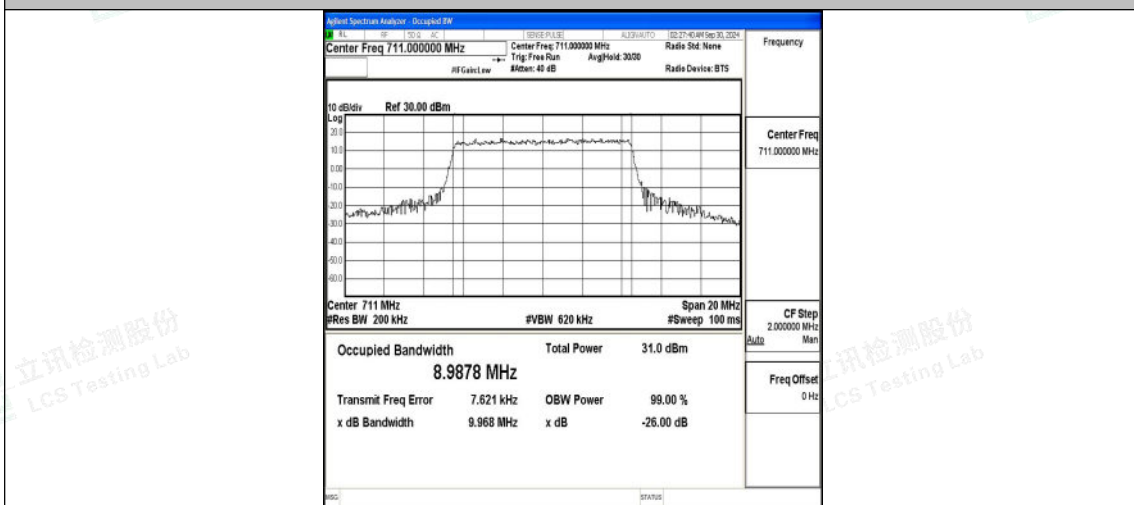 Agilent Spectrum Analyzer - Occupied BW
RL RF 50 Ω AC SENSE:PULSE ALIGNAUTO 02:27:40 AM Sep 30, 2024
Center Freq 711.000000 MHz
Center Freq: 711.000000 MHz
Radio Std: None
Trig: Free Run Avg|Hold: 30/30
#IFGain:Low #Atten: 40 dB Radio Device: BTS
Frequency
10 dB/div Ref 30.00 dBm
Log
20.0
10.0
0.00
-10.0
-20.0
-30.0
-40.0
-50.0
-60.0
Center 711 MHz Span 20 MHz
#Res BW 200 kHz #VBW 620 kHz #Sweep 100 ms
Center Freq
711.000000 MHz
CF Step
2.000000 MHz
Auto Man
Freq Offset
0 Hz
Occupied Bandwidth Total Power 31.0 dBm
8.9878 MHz
Transmit Freq Error 7.621 kHz OBW Power 99.00 %
x dB Bandwidth 9.968 MHz x dB -26.00 dB
MSG STATUS
立讯检测股份
LCS Testing Lab
立讯检测股份
LCS Testing Lab